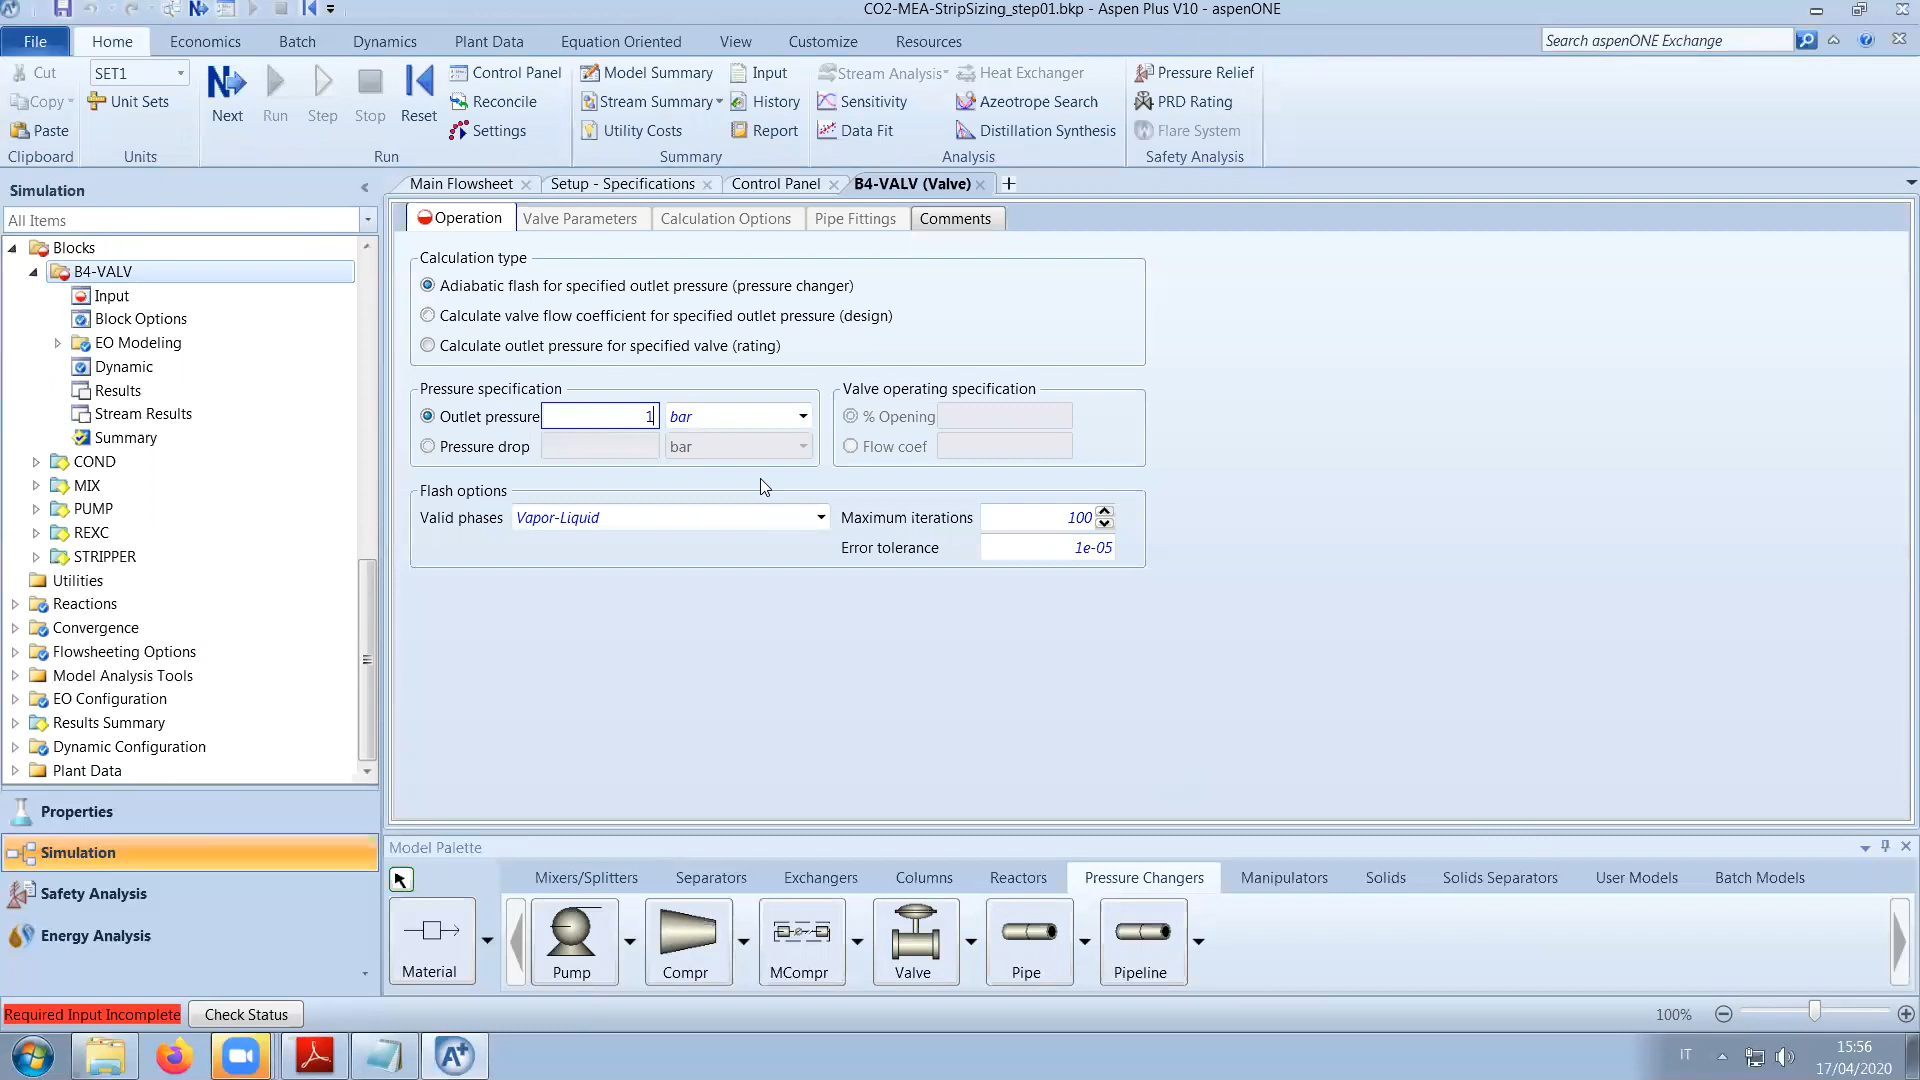 CO2-MEA-StripSizing_step01.bkp - Aspen Plus V10 - aspenONE
File Home Economics Batch Dynamics Plant Data Equation Oriented View Customize Resources Search aspenONE Exchange
Cut
Copy
Paste
Clipboard
SET1
Unit Sets
Units
Next
Run
Step
Stop
Reset
Control Panel
Reconcile
Settings
Run
Model Summary
Stream Summary
Utility Costs
Input
History
Report
Summary
Stream Analysis
Sensitivity
Data Fit
Heat Exchanger
Azeotrope Search
Distillation Synthesis
Analysis
Pressure Relief
PRD Rating
Flare System
Safety Analysis
Simulation
All Items
Blocks
B4-VALV
Input
Block Options
EO Modeling
Dynamic
Results
Stream Results
Summary
COND
MIX
PUMP
REXC
STRIPPER
Utilities
Reactions
Convergence
Flowsheeting Options
Model Analysis Tools
EO Configuration
Results Summary
Dynamic Configuration
Plant Data
Properties
Simulation
Safety Analysis
Energy Analysis
Main Flowsheet Setup - Specifications Control Panel B4-VALV (Valve)
Operation Valve Parameters Calculation Options Pipe Fittings Comments
Calculation type
Adiabatic flash for specified outlet pressure (pressure changer)
Calculate valve flow coefficient for specified outlet pressure (design)
Calculate outlet pressure for specified valve (rating)
Pressure specification
Outlet pressure 1 bar
Pressure drop bar
Valve operating specification
% Opening
Flow coef
Flash options
Valid phases Vapor-Liquid Maximum iterations 100
Error tolerance 1e-05
Model Palette
Mixers/Splitters Separators Exchangers Columns Reactors Pressure Changers Manipulators Solids Solids Separators User Models Batch Models
Material Pump Compr MCompr Valve Pipe Pipeline
Required Input Incomplete Check Status 100%
IT 15:56
17/04/2020